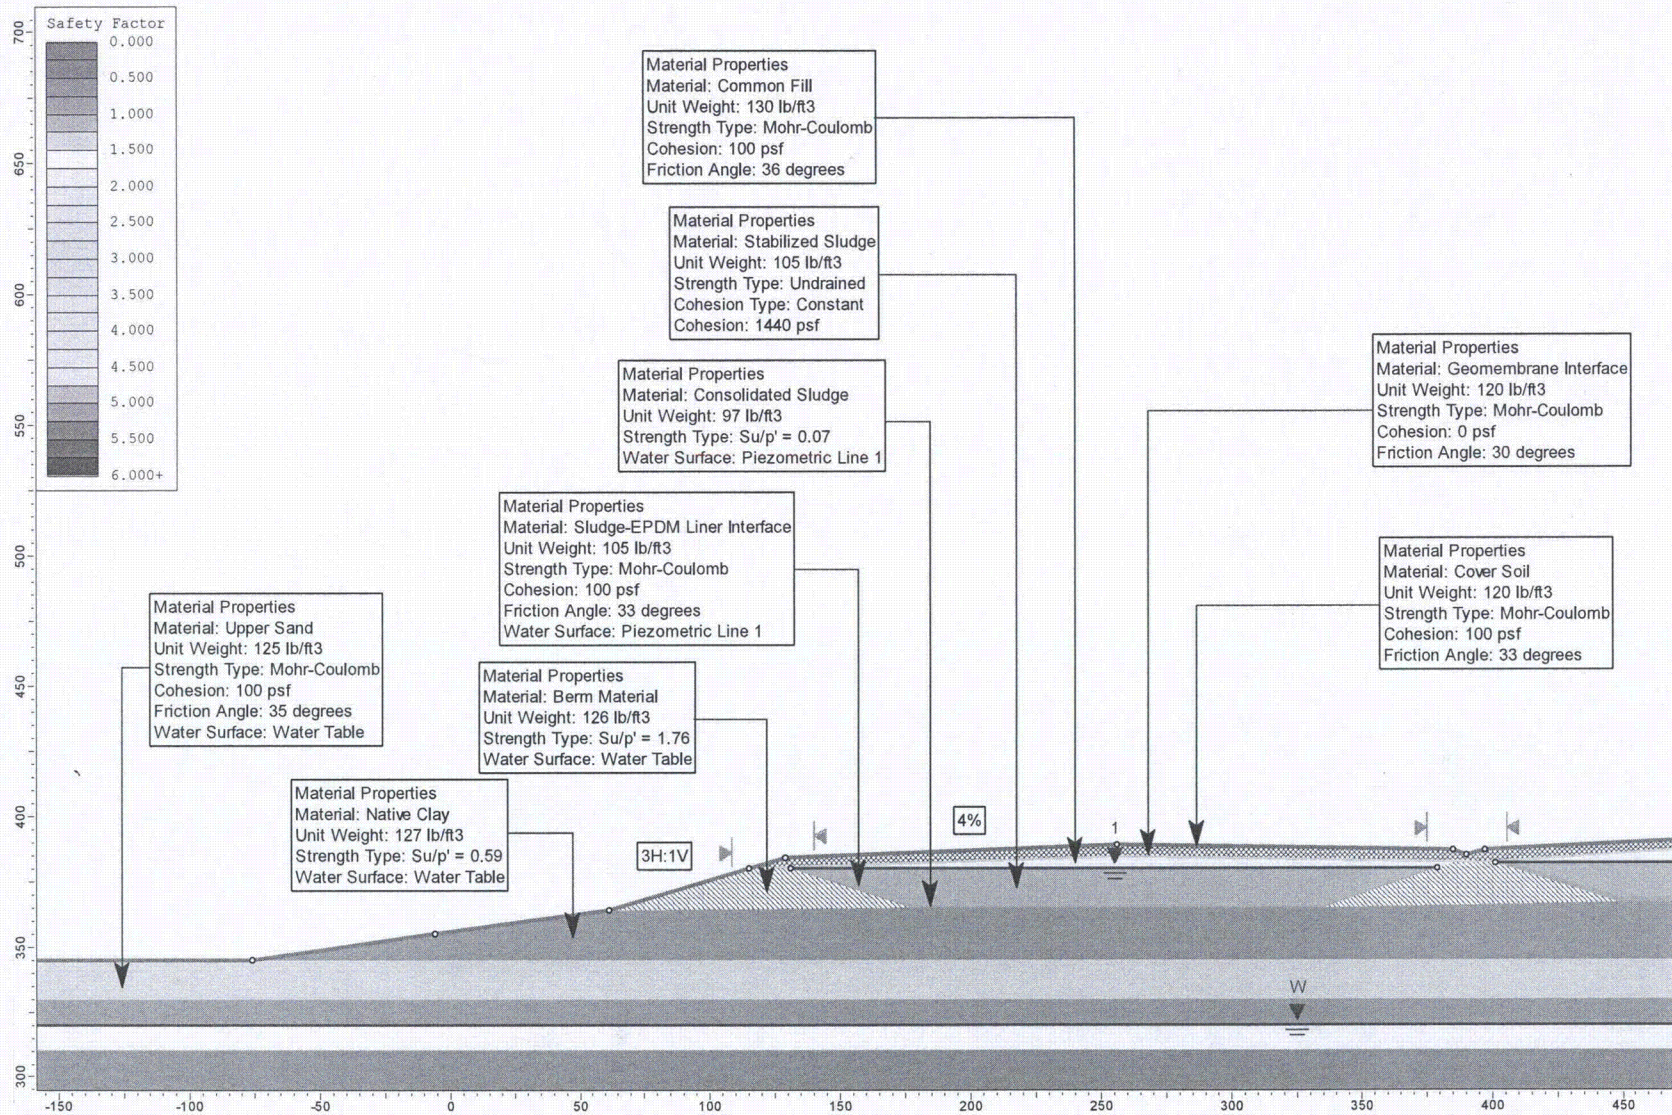 Safety Factor
0.000
0.500
1.000
1.500
2.000
2.500
3.000
3.500
4.000
4.500
5.000
5.500
6.000+
Material Properties
Material: Common Fill
Unit Weight: 130 lb/ft3
Strength Type: Mohr-Coulomb
Cohesion: 100 psf
Friction Angle: 36 degrees
Material Properties
Material: Stabilized Sludge
Unit Weight: 105 lb/ft3
Strength Type: Undrained
Cohesion Type: Constant
Cohesion: 1440 psf
Material Properties
Material: Consolidated Sludge
Unit Weight: 97 lb/ft3
Strength Type: Su/p' = 0.07
Water Surface: Piezometric Line 1
Material Properties
Material: Geomembrane Interface
Unit Weight: 120 lb/ft3
Strength Type: Mohr-Coulomb
Cohesion: 0 psf
Friction Angle: 30 degrees
Material Properties
Material: Sludge-EPDM Liner Interface
Unit Weight: 105 lb/ft3
Strength Type: Mohr-Coulomb
Cohesion: 100 psf
Friction Angle: 33 degrees
Water Surface: Piezometric Line 1
Material Properties
Material: Cover Soil
Unit Weight: 120 lb/ft3
Strength Type: Mohr-Coulomb
Cohesion: 100 psf
Friction Angle: 33 degrees
Material Properties
Material: Upper Sand
Unit Weight: 125 lb/ft3
Strength Type: Mohr-Coulomb
Cohesion: 100 psf
Friction Angle: 35 degrees
Water Surface: Water Table
Material Properties
Material: Berm Material
Unit Weight: 126 lb/ft3
Strength Type: Su/p' = 1.76
Water Surface: Water Table
Material Properties
Material: Native Clay
Unit Weight: 127 lb/ft3
Strength Type: Su/p' = 0.59
Water Surface: Water Table
3H:1V
4%
1
W
700
650
600
550
500
450
400
350
300
-150 -100 -50 0 50 100 150 200 250 300 350 400 450